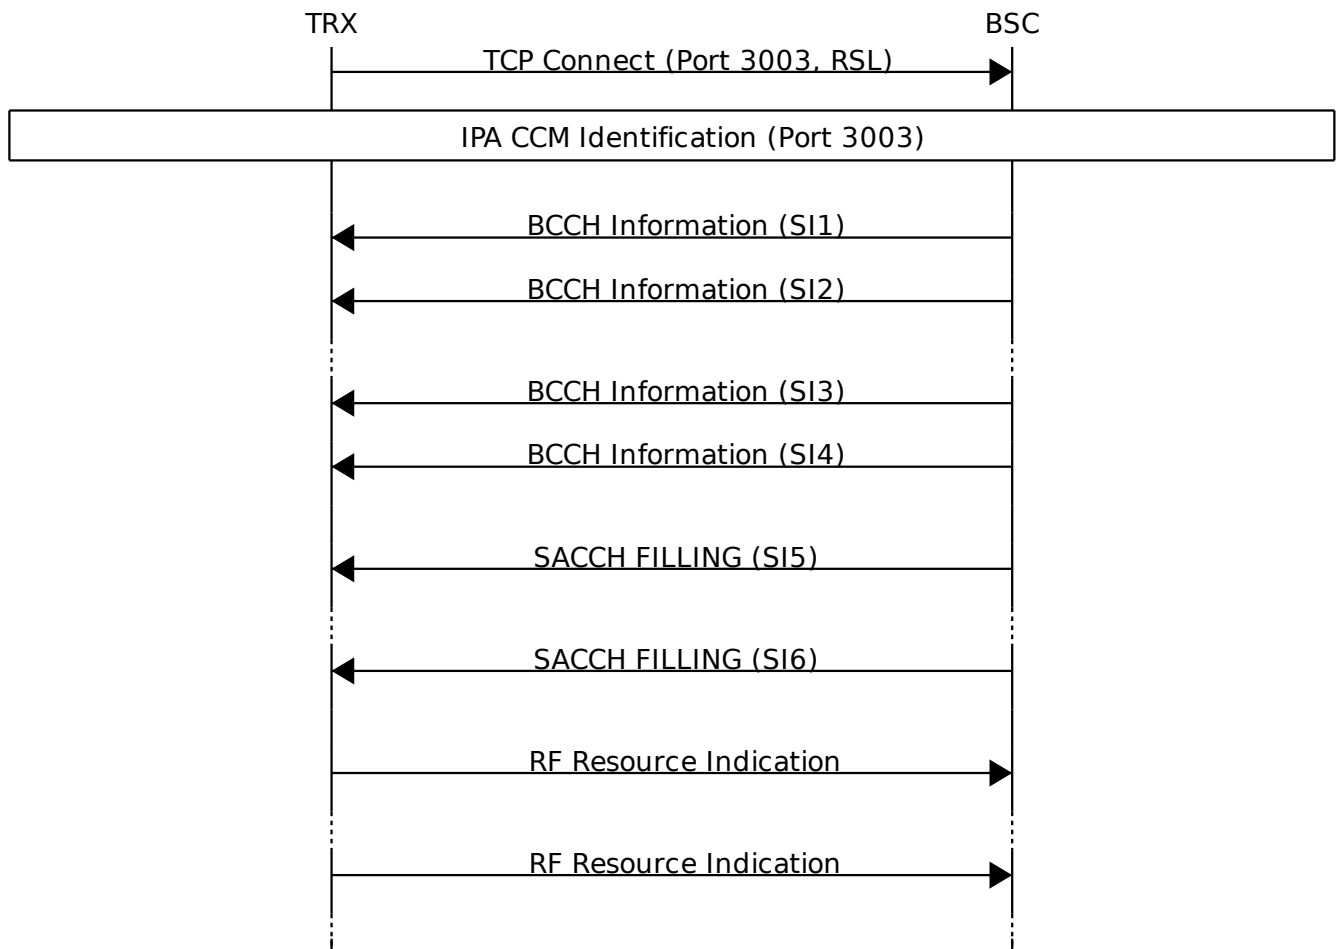 TRX BSC
TCP Connect (Port 3003, RSL)
IPA CCM Identification (Port 3003)
BCCH Information (SI1)
BCCH Information (SI2)
BCCH Information (SI3)
BCCH Information (SI4)
SACCH FILLING (SI5)
SACCH FILLING (SI6)
RF Resource Indication
RF Resource Indication